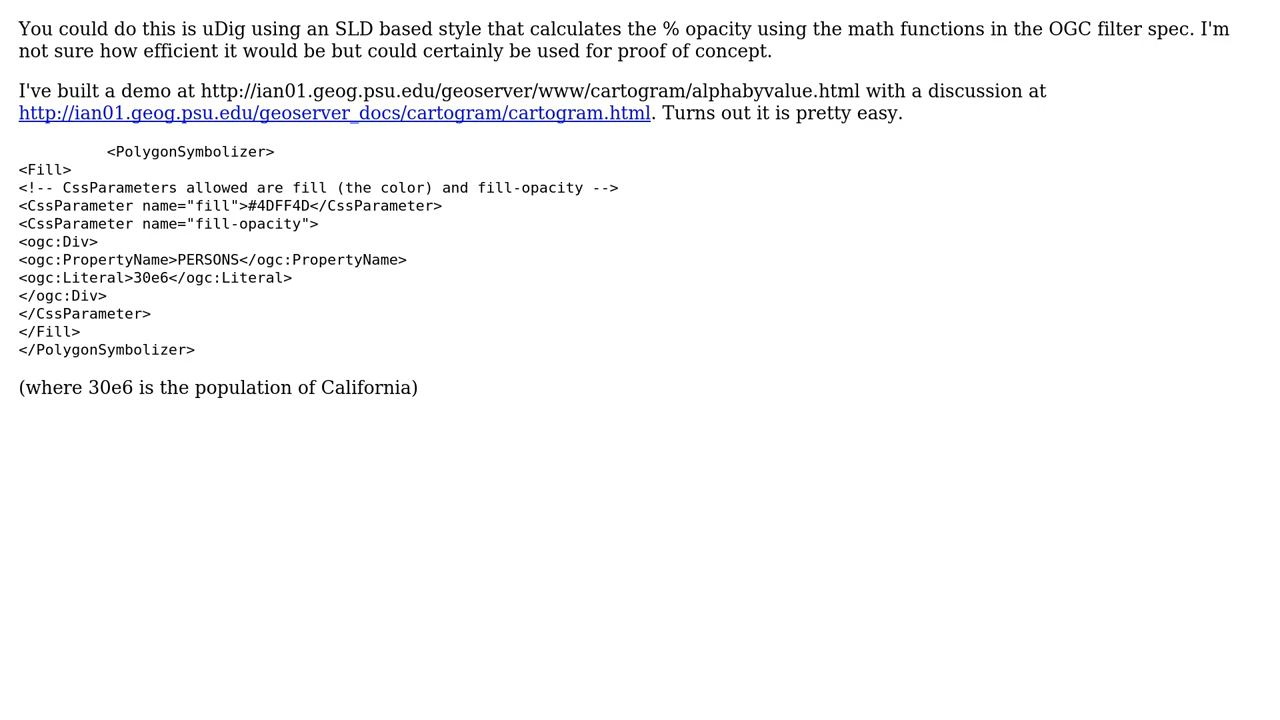 You could do this is uDig using an SLD based style that calculates the % opacity using the math functions in the OGC filter spec. I'm
not sure how efficient it would be but could certainly be used for proof of concept.
I've built a demo at http://ian01.geog.psu.edu/geoserver/www/cartogram/alphabyvalue.html with a discussion at
http://ian01.geog.psu.edu/geoserver_docs/cartogram/cartogram.html. Turns out it is pretty easy.
<PolygonSymbolizer>
<Fill>
<!-- CssParameters allowed are fill (the color) and fill-opacity -->
<CssParameter name="fill">#4DFF4D</CssParameter>
<CssParameter name="fill-opacity">
<ogc:Div>
<ogc:PropertyName>PERSONS</ogc:PropertyName>
<ogc:Literal>30e6</ogc:Literal>
</ogc:Div>
</CssParameter>
</Fill>
</PolygonSymbolizer>
(where 30e6 is the population of California)